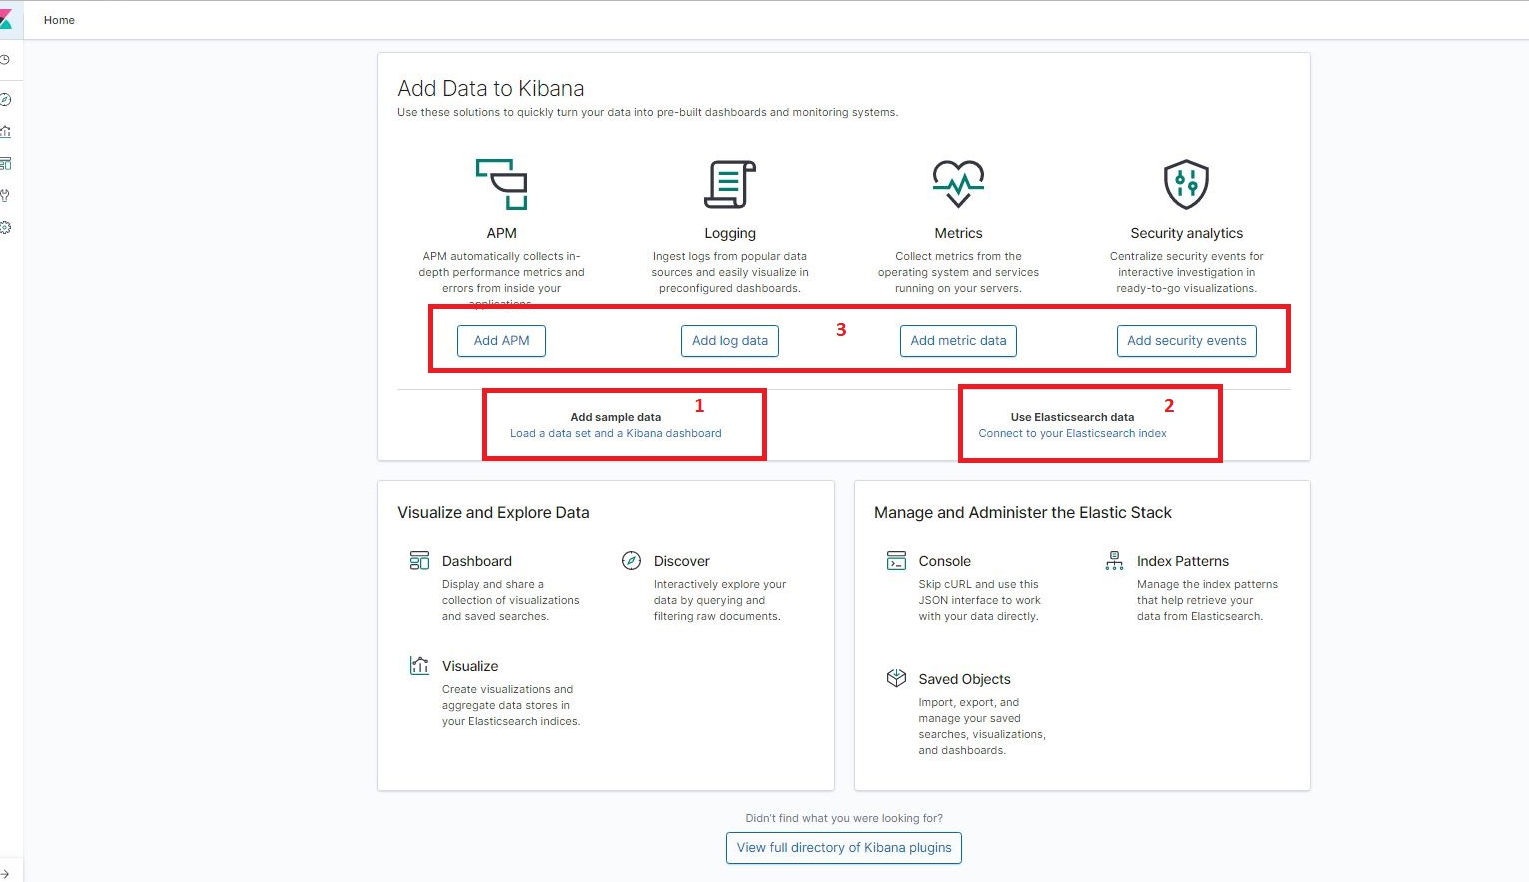 Home
Add Data to Kibana
Use these solutions to quickly turn your data into pre-built dashboards and monitoring systems.
APM
APM automatically collects in-
depth performance metrics and
errors from inside your
applications.
Add APM
Logging
Ingest logs from popular data
sources and easily visualize in
preconfigured dashboards.
Add log data
3
Metrics
Collect metrics from the
operating system and services
running on your servers.
Add metric data
Security analytics
Centralize security events for
interactive investigation in
ready-to-go visualizations.
Add security events
Add sample data
1
Load a data set and a Kibana dashboard
Use Elasticsearch data
2
Connect to your Elasticsearch index
Visualize and Explore Data
Dashboard
Display and share a
collection of visualizations
and saved searches.
Discover
Interactively explore your
data by querying and
filtering raw documents.
Visualize
Create visualizations and
aggregate data stores in
your Elasticsearch indices.
Manage and Administer the Elastic Stack
Console
Skip cURL and use this
JSON interface to work
with your data directly.
Index Patterns
Manage the index patterns
that help retrieve your
data from Elasticsearch.
Saved Objects
Import, export, and
manage your saved
searches, visualizations,
and dashboards.
Didn't find what you were looking for?
View full directory of Kibana plugins